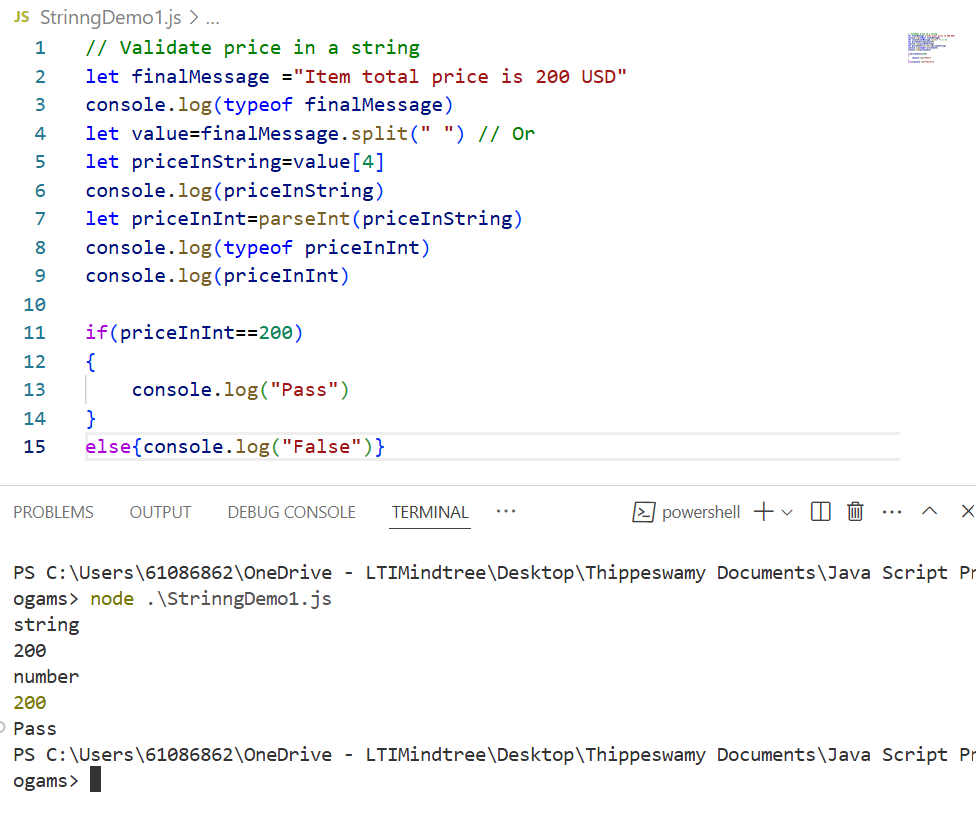 JS StrinngDemo1.js > ...
1 // Validate price in a string
2 let finalMessage ="Item total price is 200 USD"
3 console.log(typeof finalMessage)
4 let value=finalMessage.split(" ") // Or
5 let priceInString=value[4]
6 console.log(priceInString)
7 let priceInInt=parseInt(priceInString)
8 console.log(typeof priceInInt)
9 console.log(priceInInt)
10
11 if(priceInInt==200)
12 {
13     console.log("Pass")
14 }
15 else{console.log("False")}
PROBLEMS OUTPUT DEBUG CONSOLE TERMINAL ... powershell
PS C:\Users\61086862\OneDrive - LTIMindtree\Desktop\Thippeswamy Documents\Java Script Pr
ogams> node .\StrinngDemo1.js
string
200
number
200
Pass
PS C:\Users\61086862\OneDrive - LTIMindtree\Desktop\Thippeswamy Documents\Java Script Pr
ogams>